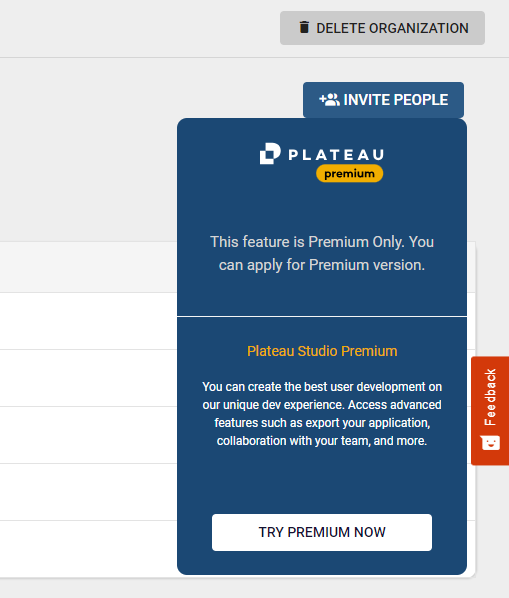 DELETE ORGANIZATION
INVITE PEOPLE
PLATEAU
premium
This feature is Premium Only. You
can apply for Premium version.
Plateau Studio Premium
You can create the best user development on
our unique dev experience. Access advanced
features such as export your application,
collaboration with your team, and more.
Feedback
TRY PREMIUM NOW